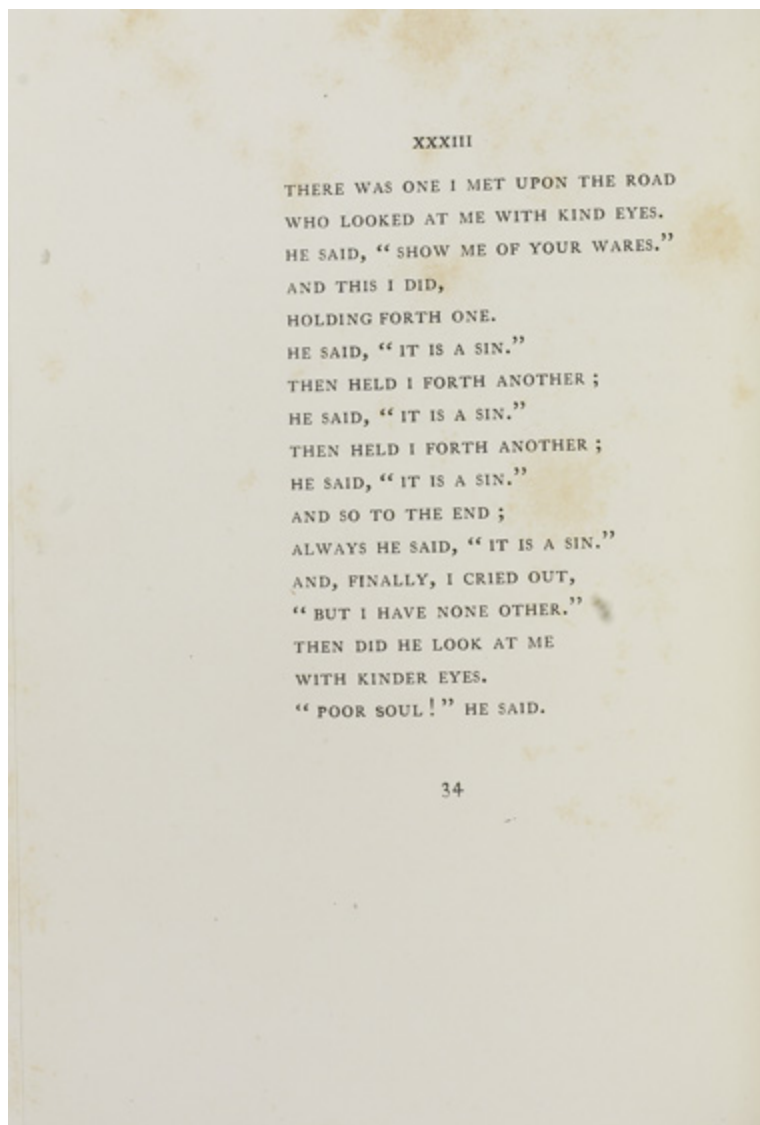 XXXIII
THERE WAS ONE I MET UPON THE ROAD
WHO LOOKED AT ME WITH KIND EYES.
HE SAID, “ SHOW ME OF YOUR WARES.”
AND THIS I DID,
HOLDING FORTH ONE.
HE SAID, “ IT IS A SIN.”
THEN HELD I FORTH ANOTHER ;
HE SAID, “ IT IS A SIN.”
THEN HELD I FORTH ANOTHER ;
HE SAID, “ IT IS A SIN.”
AND SO TO THE END ;
ALWAYS HE SAID, “ IT IS A SIN.”
AND, FINALLY, I CRIED OUT,
“ BUT I HAVE NONE OTHER.”
THEN DID HE LOOK AT ME
WITH KINDER EYES.
“ POOR SOUL ! ” HE SAID.
34